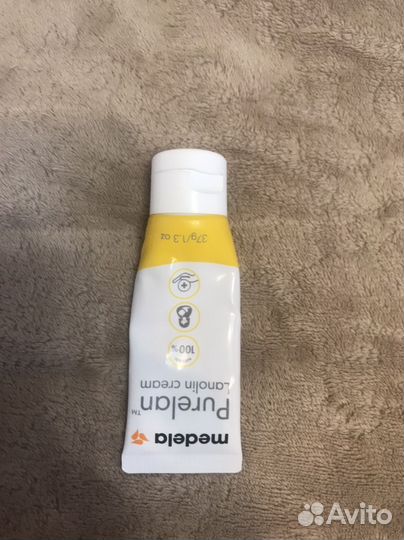 medela
Purelan™
Lanolin cream
100%
37g/1.3 oz
Avito